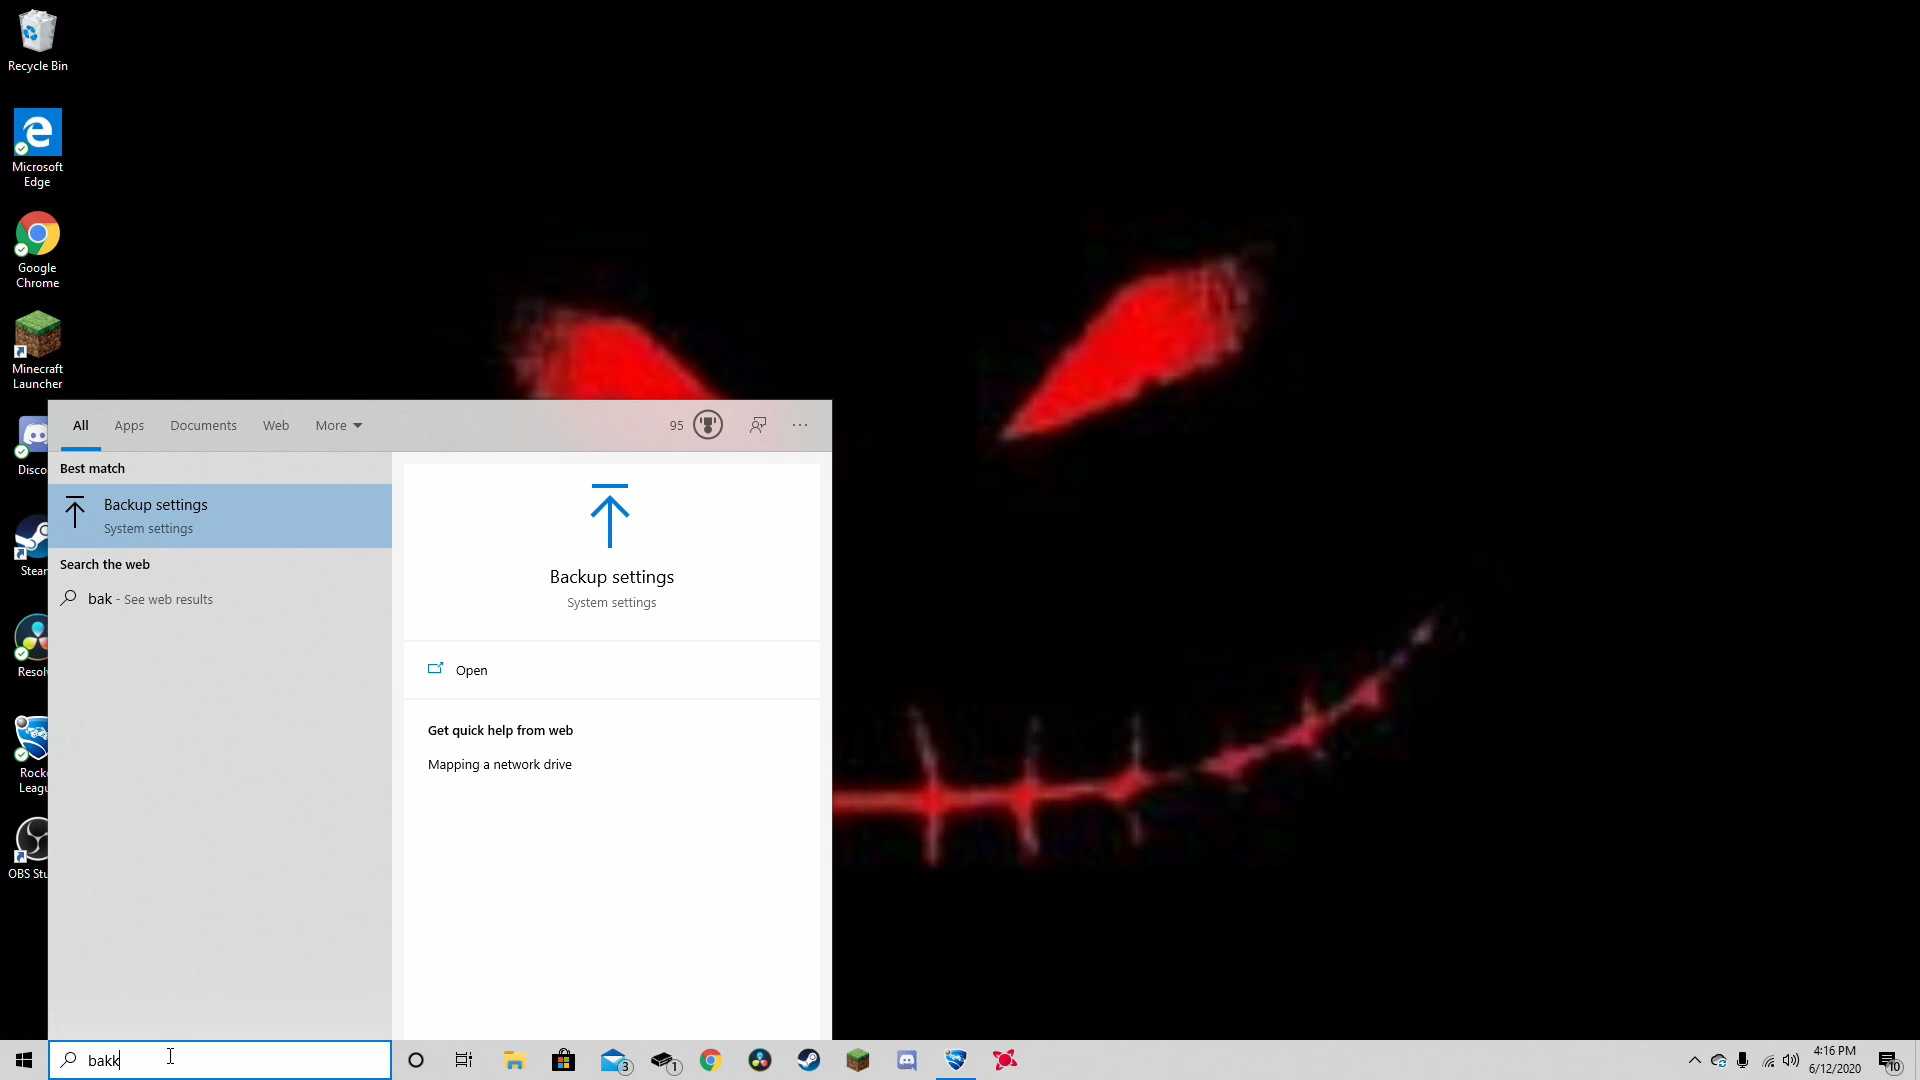 Recycle Bin
Microsoft
Edge
Google
Chrome
Minecraft
Launcher
Disco
Stear
Resolv
Rocke
Leagu
OBS Stu
All Apps Documents Web More 95
Best match
Backup settings
System settings
Search the web
bak - See web results
Backup settings
System settings
Open
Get quick help from web
Mapping a network drive
bakk
3
1
4:16 PM
6/12/2020
10